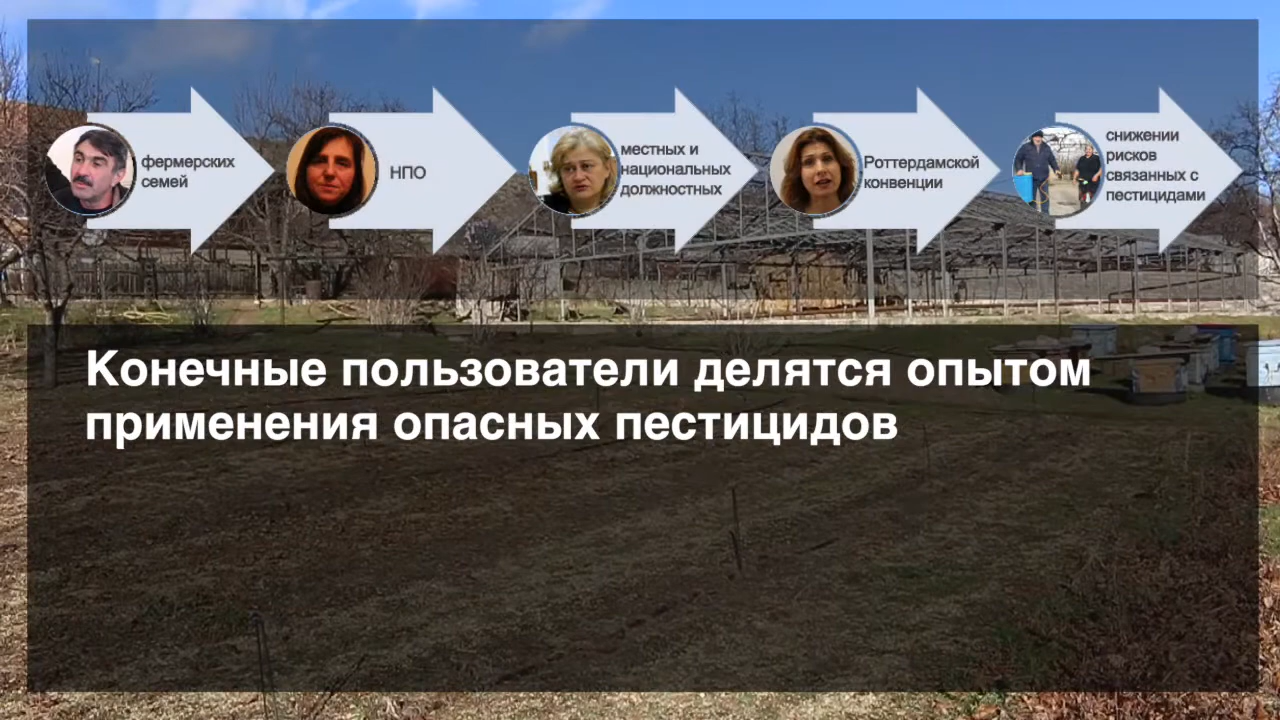 фермерских
семей
НПО
местных и
национальных
должностных
Роттердамской
конвенции
снижении
рисков
связанных с
пестицидами
Конечные пользователи делятся опытом
применения опасных пестицидов